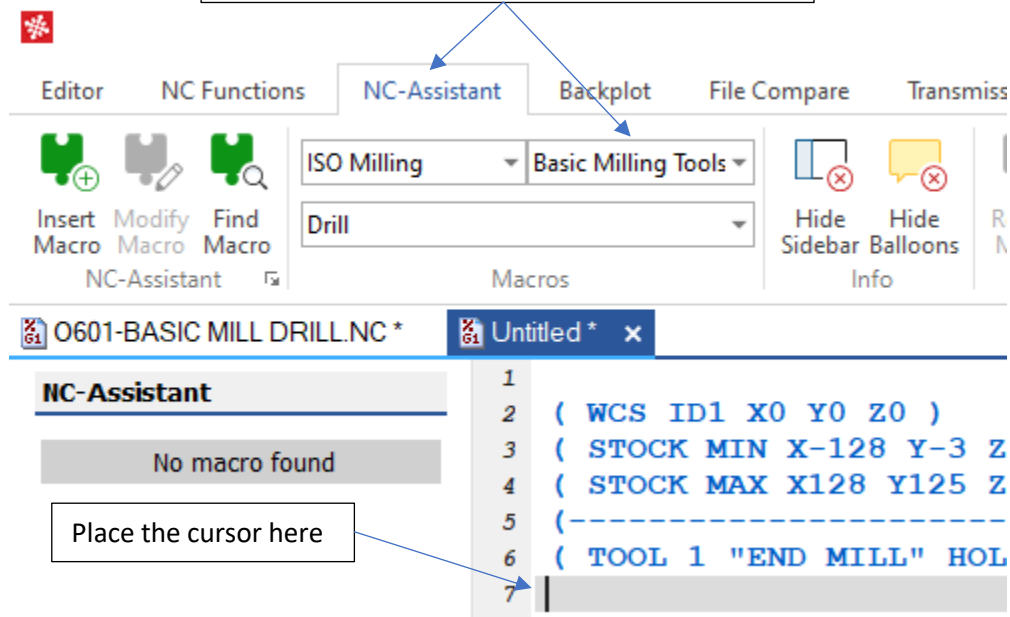 Editor NC Functions NC-Assistant Backplot File Compare
ISO Milling Basic Milling Tools
Insert Macro Modify Macro Find Macro Drill Hide Sidebar Hide Balloons
NC-Assistant Macros Info
O601-BASIC MILL DRILL.NC * Untitled * x
NC-Assistant
No macro found
Place the cursor here
1
2 ( WCS ID1 X0 Y0 Z0 )
3 ( STOCK MIN X-128 Y-3 Z
4 ( STOCK MAX X128 Y125 Z
5 (-----------------------
6 ( TOOL 1 "END MILL" HOL
7